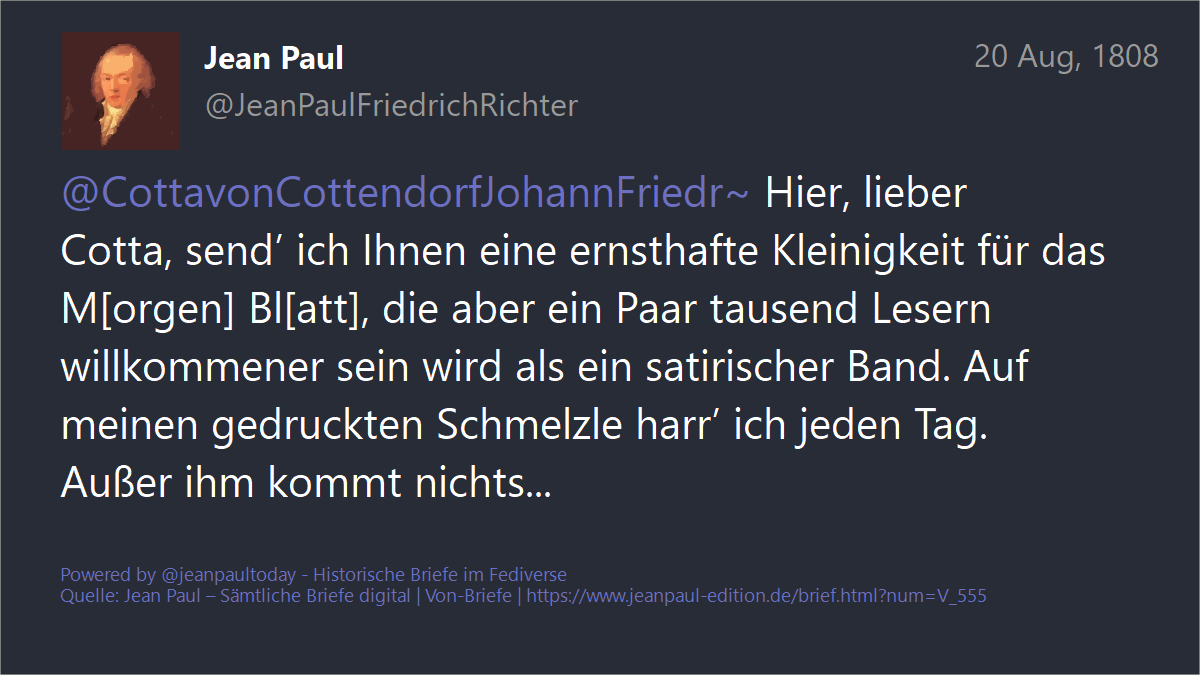 Jean Paul
20 Aug, 1808
@JeanPaulFriedrichRichter
@CottavonCottendorfJohannFriedr~ Hier, lieber
Cotta, send’ ich Ihnen eine ernsthafte Kleinigkeit für das
M[orgen] Bl[att], die aber ein Paar tausend Lesern
willkommener sein wird als ein satirischer Band. Auf
meinen gedruckten Schmelzle harr’ ich jeden Tag.
Außer ihm kommt nichts...
Powered by @jeanpaultoday - Historische Briefe im Fediverse
Quelle: Jean Paul – Sämtliche Briefe digital | Von-Briefe | https://www.jeanpaul-edition.de/brief.html?num=V_555